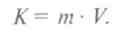 K = m · V.